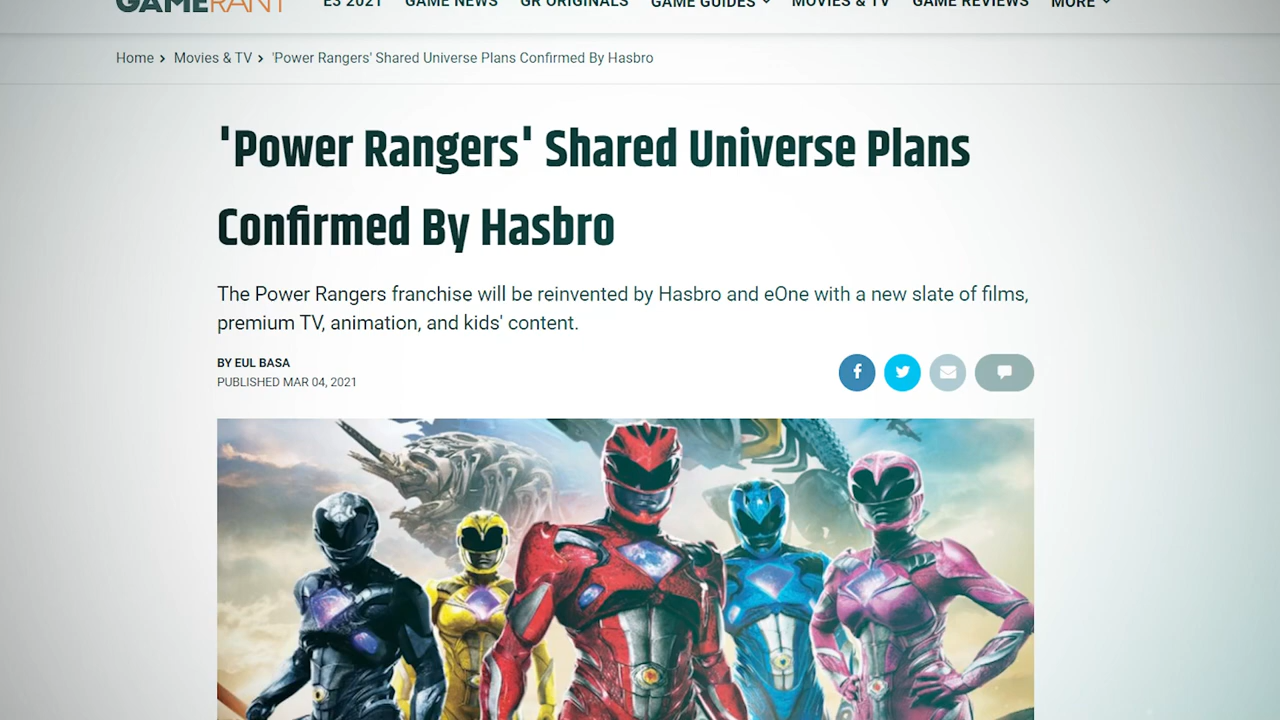 GAMERANT E3 2021 GAME NEWS GR ORIGINALS GAME GUIDES MOVIES & TV GAME REVIEWS MORE
Home > Movies & TV > 'Power Rangers' Shared Universe Plans Confirmed By Hasbro
'Power Rangers' Shared Universe Plans
Confirmed By Hasbro
The Power Rangers franchise will be reinvented by Hasbro and eOne with a new slate of films,
premium TV, animation, and kids' content.
BY EUL BASA
PUBLISHED MAR 04, 2021